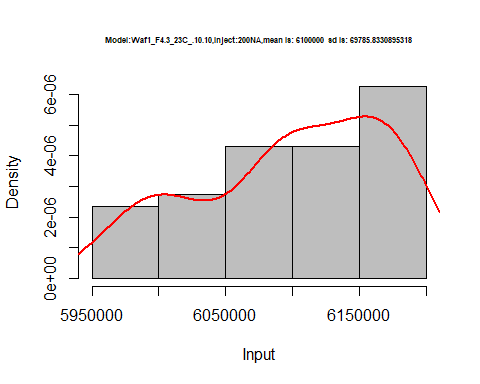 Model:Waf1_F4.3_23C_.10.10,Inject:200NA,mean is: 6100000 sd is: 69785.8330895318
6e-06
4e-06
2e-06
0e+00
Density
5950000 6050000 6150000
Input